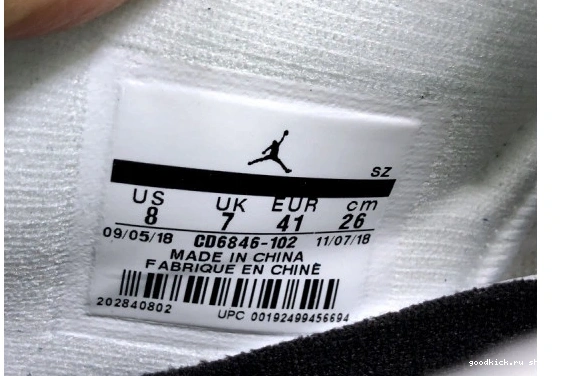 SZ
US UK EUR cm
8 7 41 26
09/05/18 CD6846-102 11/07/18
MADE IN CHINA
FABRIQUE EN CHINE
202840802
UPC 00192499456694
goodkick.ru